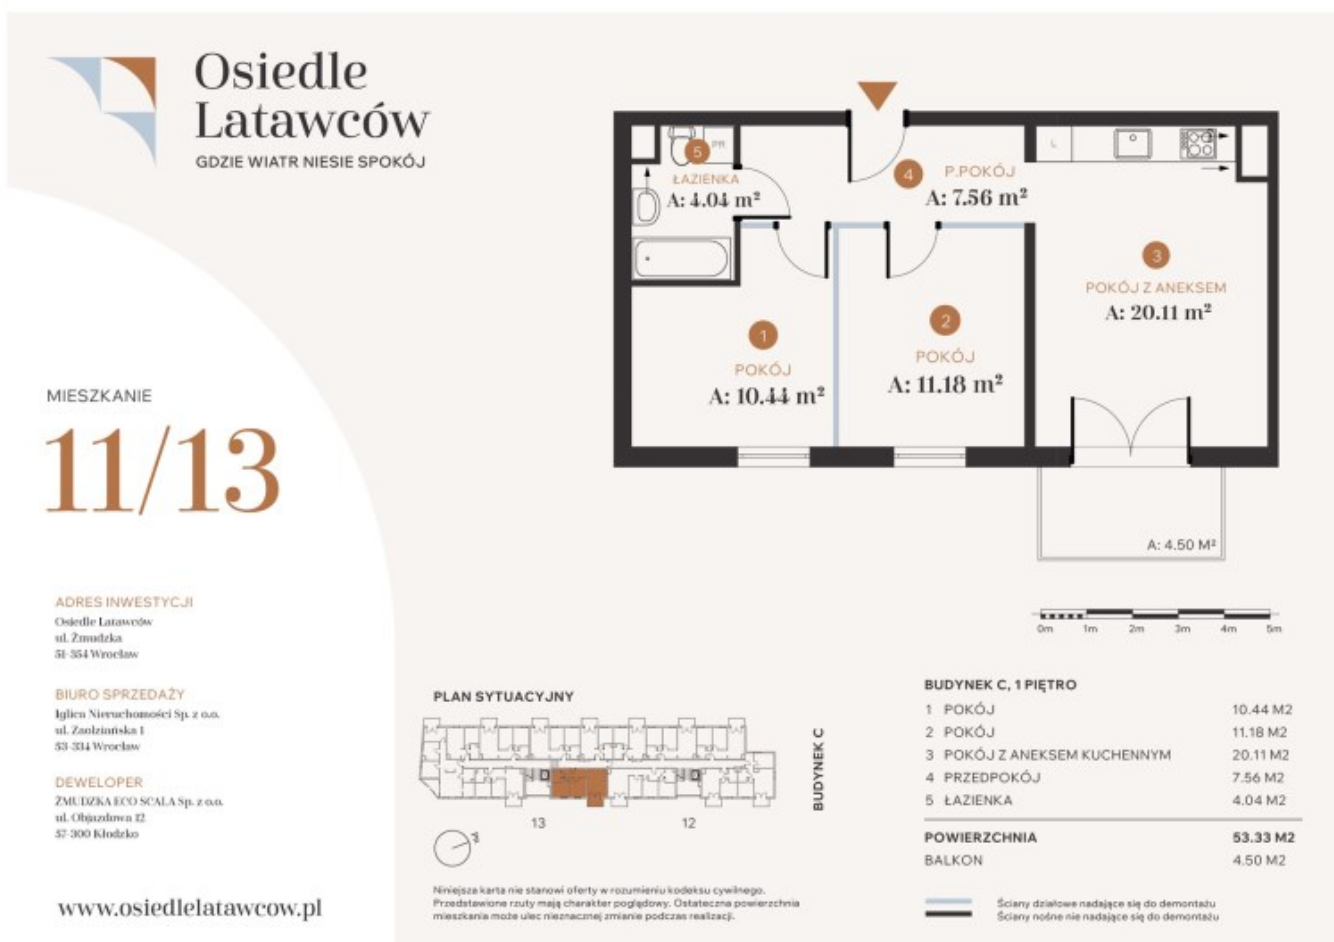 Osiedle
Latawców
GDZIE WIATR NIESIE SPOKÓJ
MIESZKANIE
11/13
ADRES INWESTYCJI
Osiedle Latawców
ul. Żmudzka
51-354 Wrocław
BIURO SPRZEDAŻY
Iglica Nieruchomości Sp. z o.o.
ul. Zaolziańska 1
53-334 Wrocław
DEWELOPER
ŻMUDZKA ECO SCALA Sp. z o.o.
ul. Objazdowa 12
57-300 Kłodzko
www.osiedlelatawcow.pl
5
PR
ŁAZIENKA
A: 4.04 m²
4
P.POKÓJ
A: 7.56 m²
L
3
POKÓJ Z ANEKSEM
A: 20.11 m²
1
POKÓJ
A: 10.44 m²
2
POKÓJ
A: 11.18 m²
A: 4.50 M²
0m 1m 2m 3m 4m 5m
PLAN SYTUACYJNY
13
12
BUDYNEK C
Niniejsza karta nie stanowi oferty w rozumieniu kodeksu cywilnego.
Przedstawione rzuty mają charakter poglądowy. Ostateczna powierzchnia
mieszkania może ulec nieznacznej zmianie podczas realizacji.
BUDYNEK C, 1 PIĘTRO
1 POKÓJ 10.44 M2
2 POKÓJ 11.18 M2
3 POKÓJ Z ANEKSEM KUCHENNYM 20.11 M2
4 PRZEDPOKÓJ 7.56 M2
5 ŁAZIENKA 4.04 M2
POWIERZCHNIA 53.33 M2
BALKON 4.50 M2
Ściany działowe nadające się do demontażu
Ściany nośne nie nadające się do demontażu